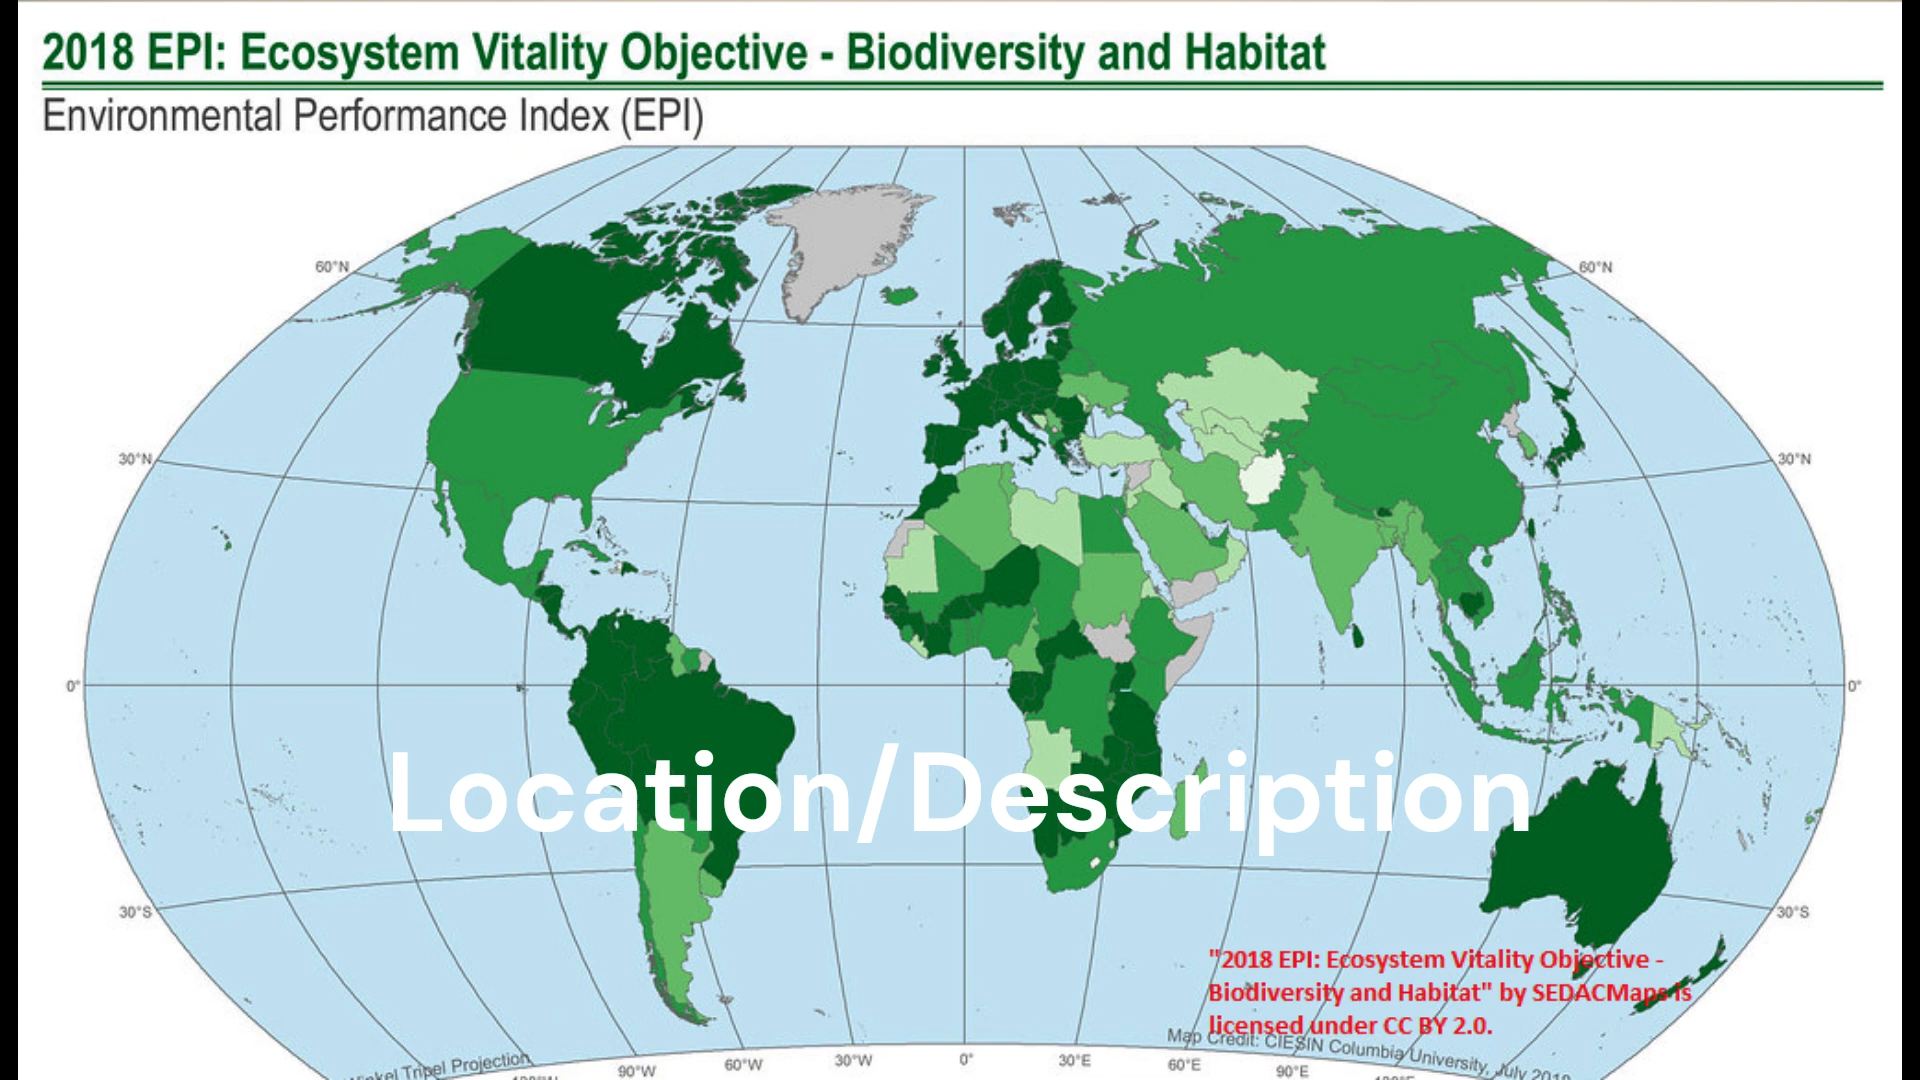 2018 EPI: Ecosystem Vitality Objective - Biodiversity and Habitat
Environmental Performance Index (EPI)
60°N
60°N
30°N
30°N
0°
0°
Location/Description
30°S
30°S
"2018 EPI: Ecosystem Vitality Objective -
Biodiversity and Habitat" by SEDACMaps is
licensed under CC BY 2.0.
Map Credit: CIESIN Columbia University, July
Tripel Projection
90°W
60°W
30°W
0°
30°E
60°E
90°E